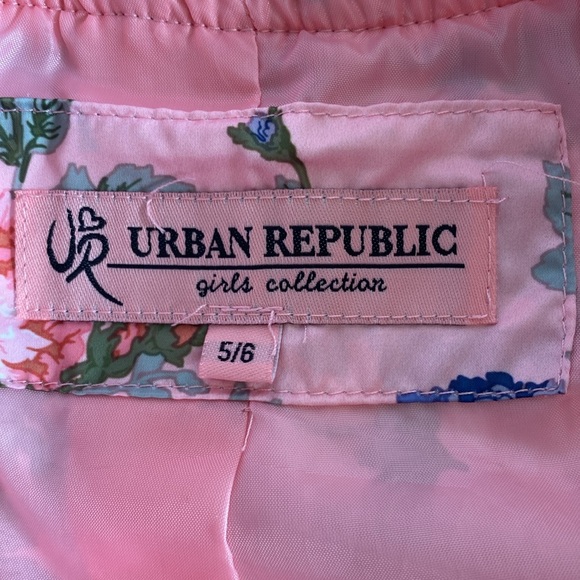 UR URBAN REPUBLIC
girls collection
5/6